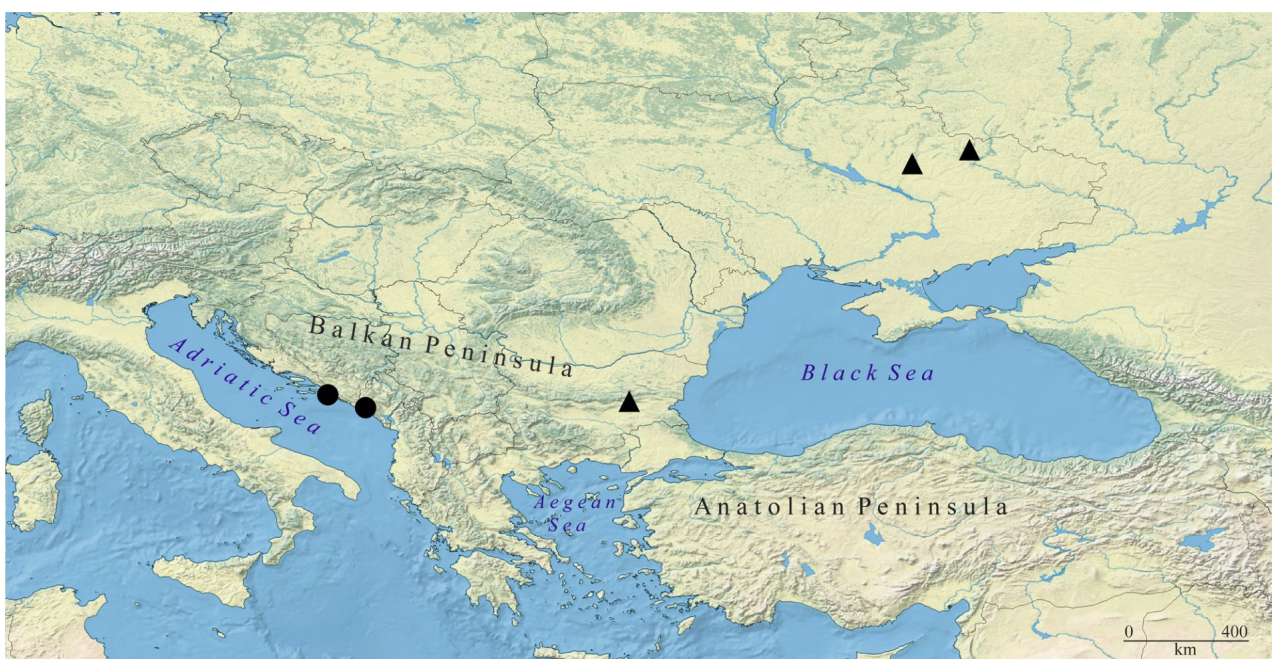 Balkan Peninsula
Adriatic Sea
Black Sea
Aegean
Sea
Anatolian Peninsula
0 400
km